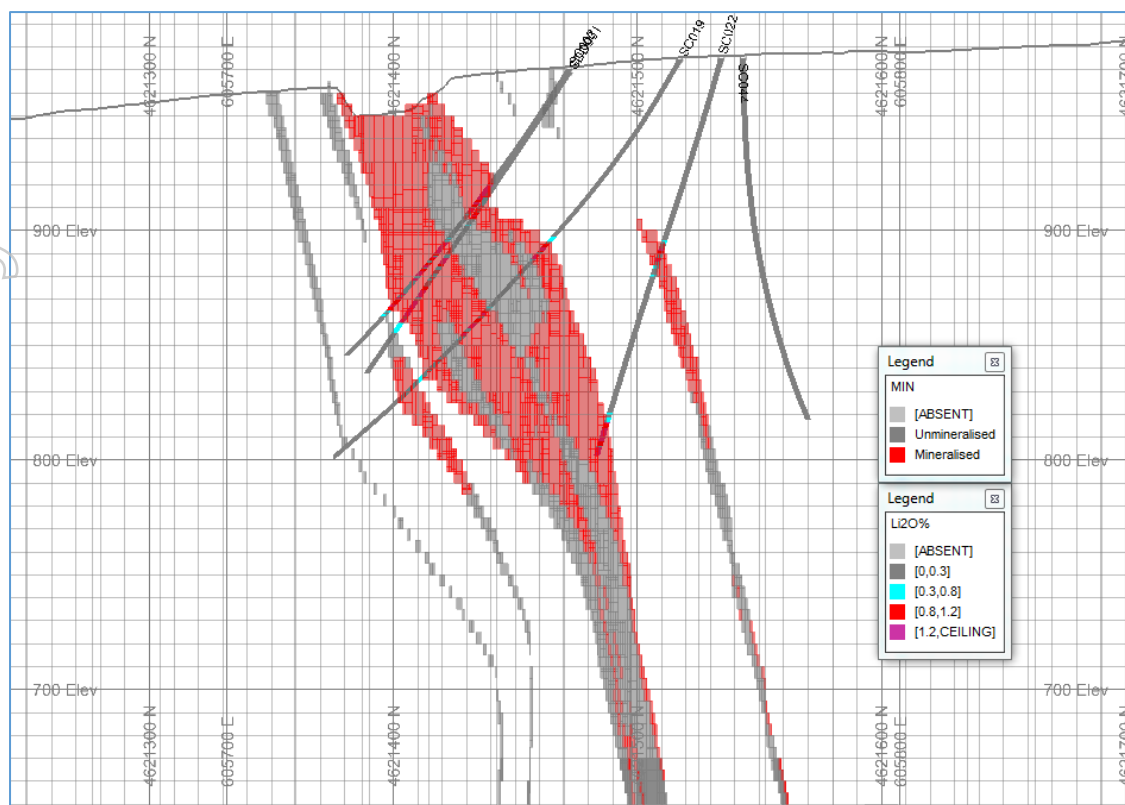 4621300 N
605700 E
4621400 N
SC019
4621500 N
SC022
SC044
4621600 N
605800 E
4621700 N
900 Elev
900 Elev
Legend
MIN
[ABSENT]
Unmineralised
Mineralised
800 Elev
800 Elev
Legend
Li2O%
[ABSENT]
[0,0.3]
[0.3,0.8]
[0.8,1.2]
[1.2,CEILING]
700 Elev
700 Elev
4621300 N
605700 E
4621400 N
4621500 N
4621600 N
605800 E
4621700 N